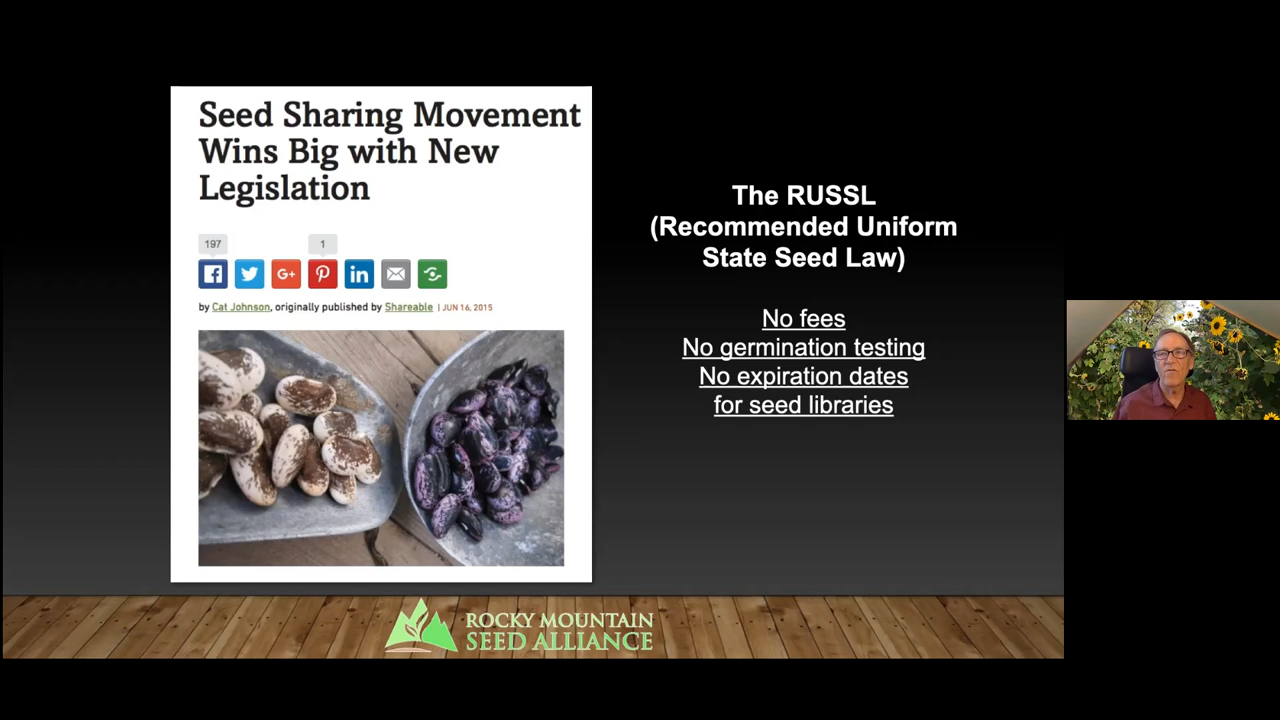 Seed Sharing Movement
Wins Big with New
Legislation
197
1
G+
in
by Cat Johnson, originally published by Shareable | JUN 16, 2015
The RUSSL
(Recommended Uniform
State Seed Law)
No fees
No germination testing
No expiration dates
for seed libraries
ROCKY MOUNTAIN
SEED ALLIANCE